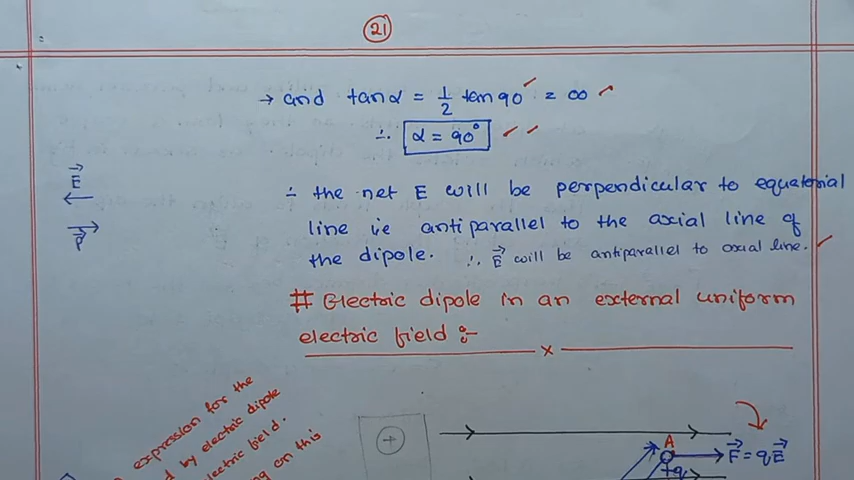 21
→ and tanα = 1/2 tan90 = ∞
∴ α = 90°
∴ the net E will be perpendicular to equatorial
line i.e antiparallel to the axial line of
the dipole. ∴ E⃗ will be antiparallel to axial line.
E⃗
P⃗
# Electric dipole in an external uniform
electric field :-
x
expression for the
d by electric dipole
lectric field.
ng on this
+
A
F⃗ = qE⃗
+q